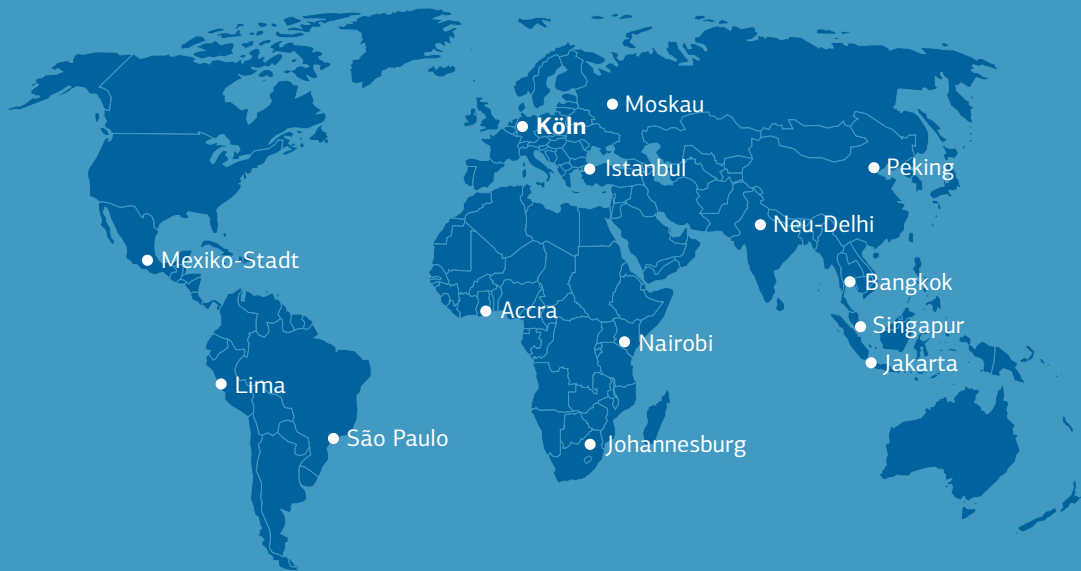 Moskau
Köln
Istanbul
Peking
Neu-Delhi
Mexiko-Stadt
Bangkok
Accra
Singapur
Nairobi
Jakarta
Lima
São Paulo
Johannesburg